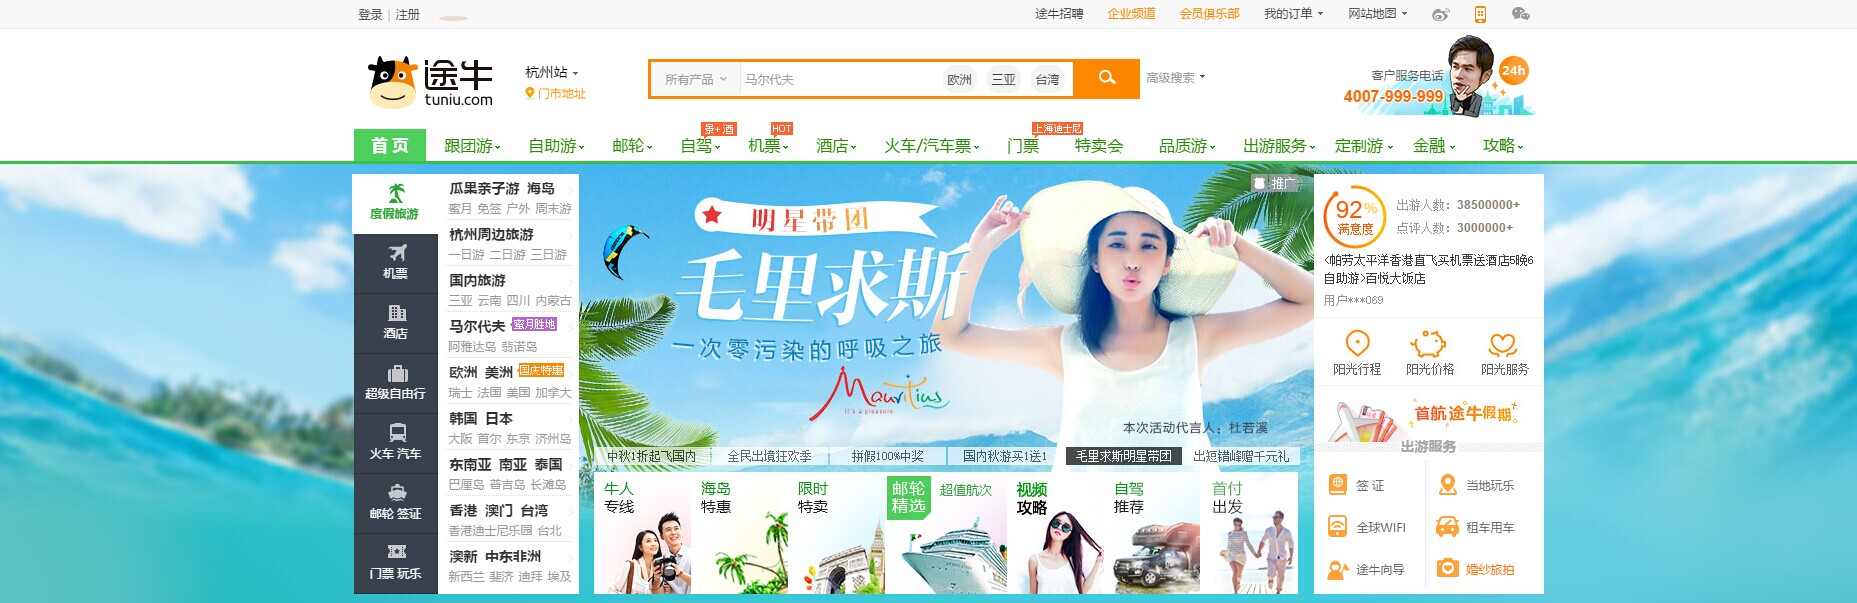 登录 | 注册
途牛招聘 企业频道 会员俱乐部 我的订单 网站地图
途牛
tuniu.com
杭州站
门市地址
所有产品 马尔代夫 欧洲 三亚 台湾
高级搜索
客户服务电话
4007-999-999
24h
景+酒 HOT 上海迪士尼
首页 跟团游 自助游 邮轮 自驾 机票 酒店 火车/汽车票 门票 特卖会 品质游 出游服务 定制游 金融 攻略
度假旅游
机票
酒店
超级自由行
火车 汽车
邮轮 签证
门票 玩乐
瓜果亲子游 海岛
蜜月 免签 户外 周末游
杭州周边旅游
一日游 二日游 三日游
国内旅游
三亚 云南 四川 内蒙古
马尔代夫 蜜月胜地
阿雅达岛 翡诺岛
欧洲 美洲 国庆特惠
瑞士 法国 美国 加拿大
韩国 日本
大阪 首尔 东京 济州岛
东南亚 南亚 泰国
巴厘岛 普吉岛 长滩岛
香港 澳门 台湾
香港迪士尼乐园 台北
澳新 中东非洲
新西兰 斐济 迪拜 埃及
推广
明星带团
毛里求斯
一次零污染的呼吸之旅
Mauritius
It's a pleasure
本次活动代言人：杜若溪
中秋1折起飞国内 全民出境狂欢季 拼假100%中奖 国内秋游买1送1 毛里求斯明星带团 出短错峰赠千元礼
牛人
专线
海岛
特惠
限时
特卖
邮轮
精选
超值航次
视频
攻略
自驾
推荐
首付
出发
92%
满意度
出游人数：38500000+
点评人数：3000000+
<帕劳太平洋香港直飞买机票送酒店5晚6
自助游>百悦大饭店
用户***069
阳光行程 阳光价格 阳光服务
首航途牛假期
出游服务
签证 当地玩乐
全球WIFI 租车用车
途牛向导 婚纱旅拍